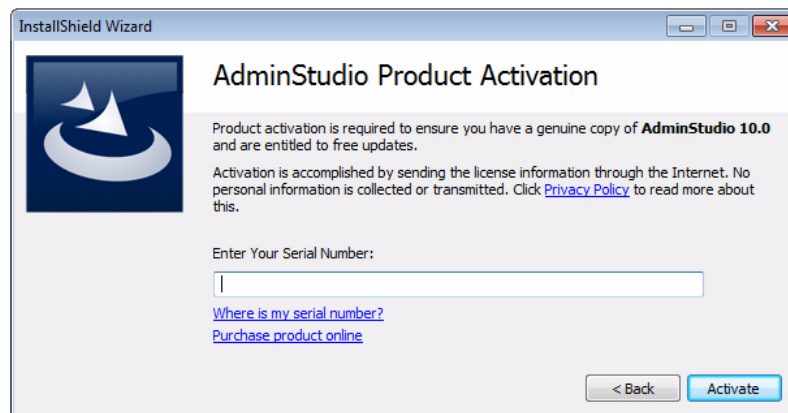 InstallShield Wizard
AdminStudio Product Activation
Product activation is required to ensure you have a genuine copy of AdminStudio 10.0
and are entitled to free updates.
Activation is accomplished by sending the license information through the Internet. No
personal information is collected or transmitted. Click Privacy Policy to read more about
this.
Enter Your Serial Number:
Where is my serial number?
Purchase product online
< Back
Activate